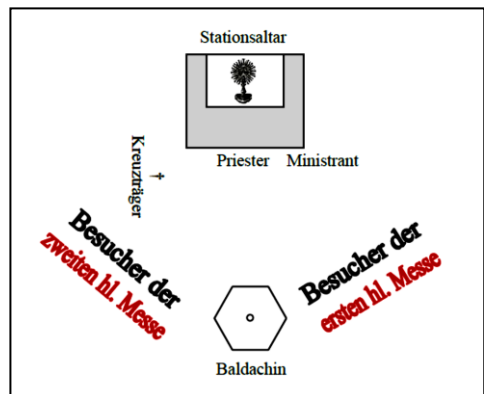 Stationsaltar
Priester
Ministrant
Kreuzträger
Besucher der
zweiten hl. Messe
Besucher der
ersten hl. Messe
Baldachin